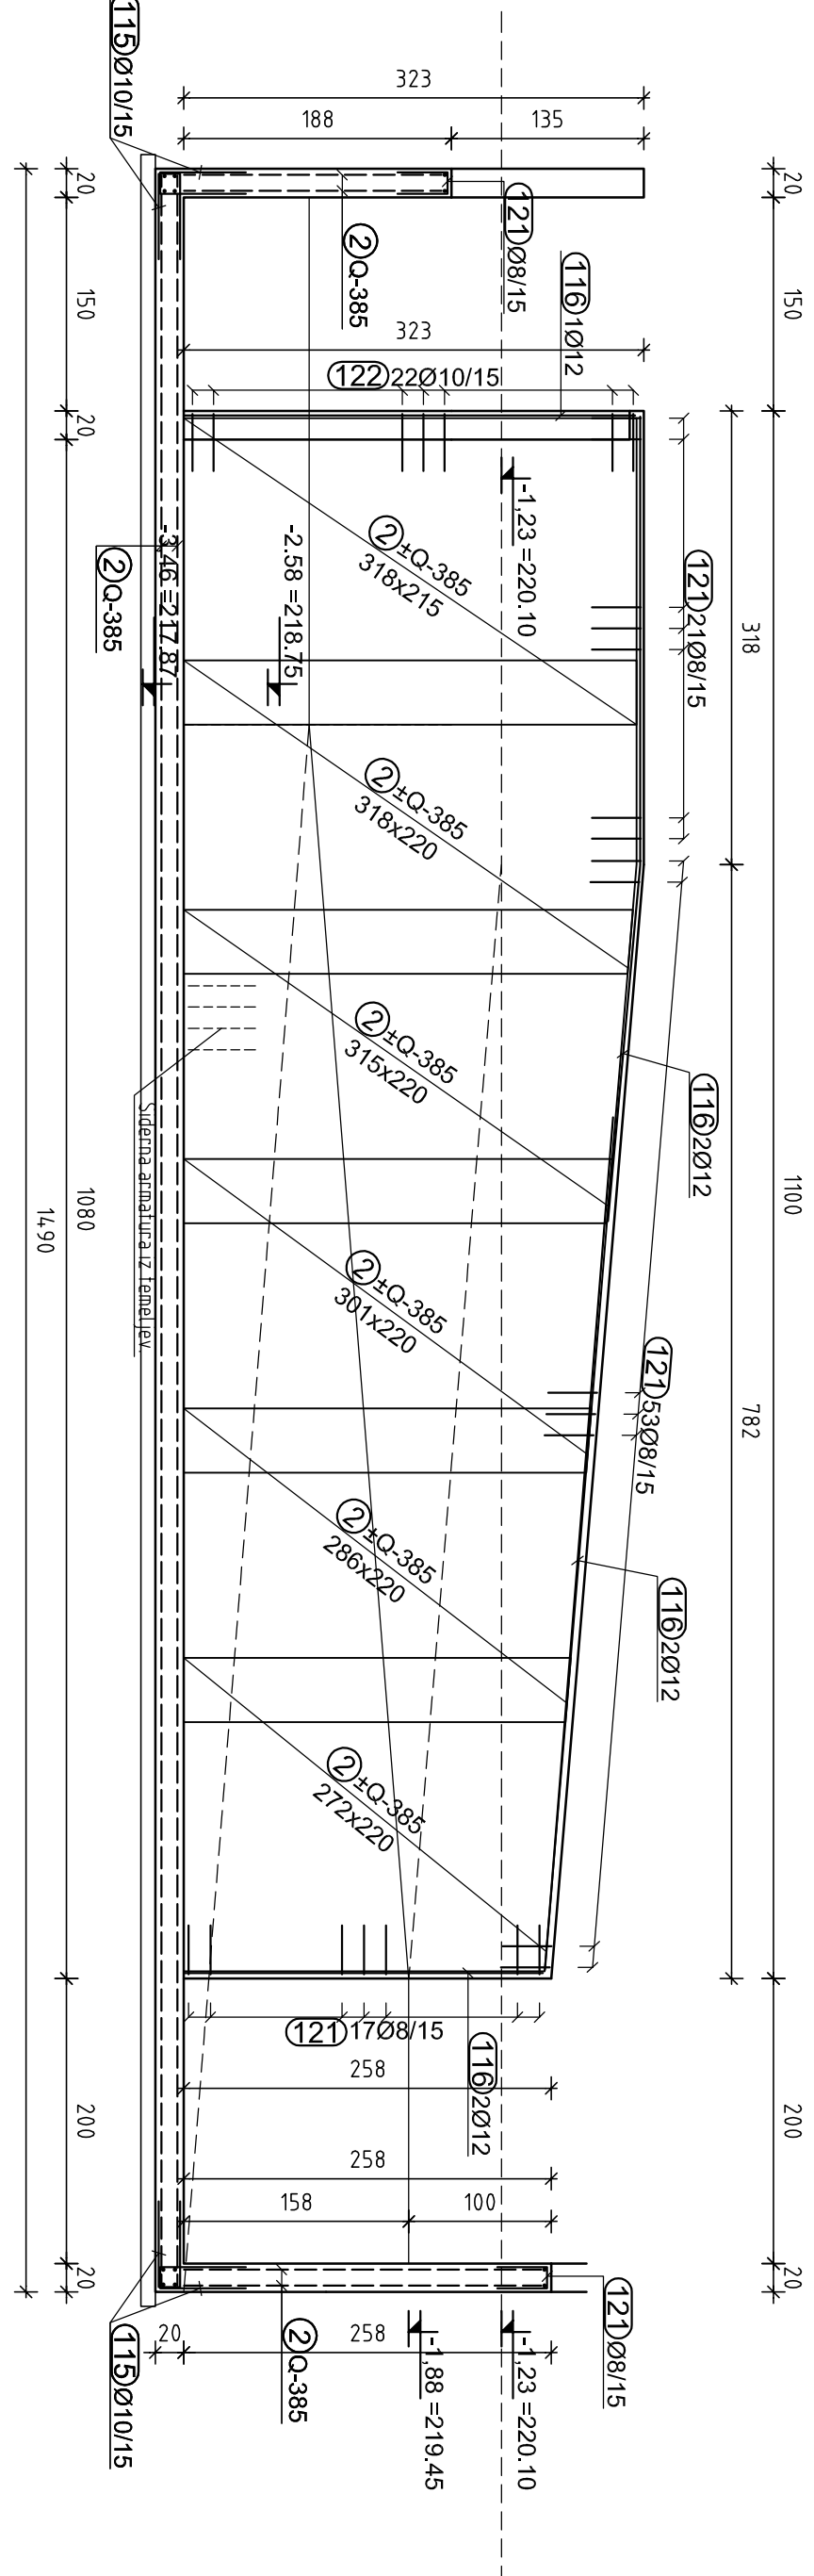 115 Ø10/15
323
188
135
20
20
2 Q-385
121 Ø8/15
116 1Ø12
150
150
323
122 22Ø10/15
20
-1,23 =220.10
-2.58 =218.75
-3.46 =217.87
2 Q-385
2 ±Q-385
318x215
121 21Ø8/15
318
2 ±Q-385
318x220
2 ±Q-385
315x220
116 2Ø12
Siderna armatura iz temeljev.
1080
1490
1100
2 ±Q-385
301x220
121 53Ø8/15
782
2 ±Q-385
286x220
116 2Ø12
2 ±Q-385
272x220
121 17Ø8/15
116 2Ø12
258
200
200
258
158
100
20
20
121 Ø8/15
20
258
2 Q-385
115 Ø10/15
-1,88 =219.45
-1,23 =220.10